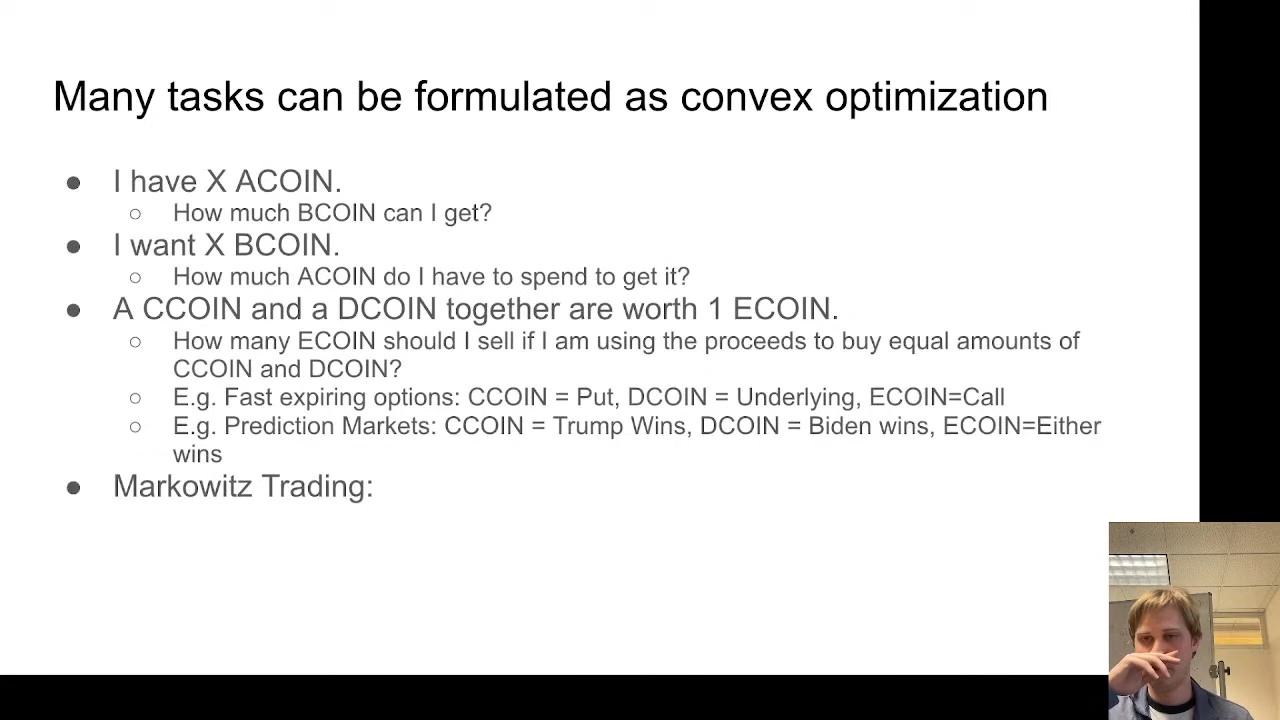 Many tasks can be formulated as convex optimization
● I have X ACOIN.
○ How much BCOIN can I get?
● I want X BCOIN.
○ How much ACOIN do I have to spend to get it?
● A CCOIN and a DCOIN together are worth 1 ECOIN.
○ How many ECOIN should I sell if I am using the proceeds to buy equal amounts of
CCOIN and DCOIN?
○ E.g. Fast expiring options: CCOIN = Put, DCOIN = Underlying, ECOIN=Call
○ E.g. Prediction Markets: CCOIN = Trump Wins, DCOIN = Biden wins, ECOIN=Either
wins
● Markowitz Trading: